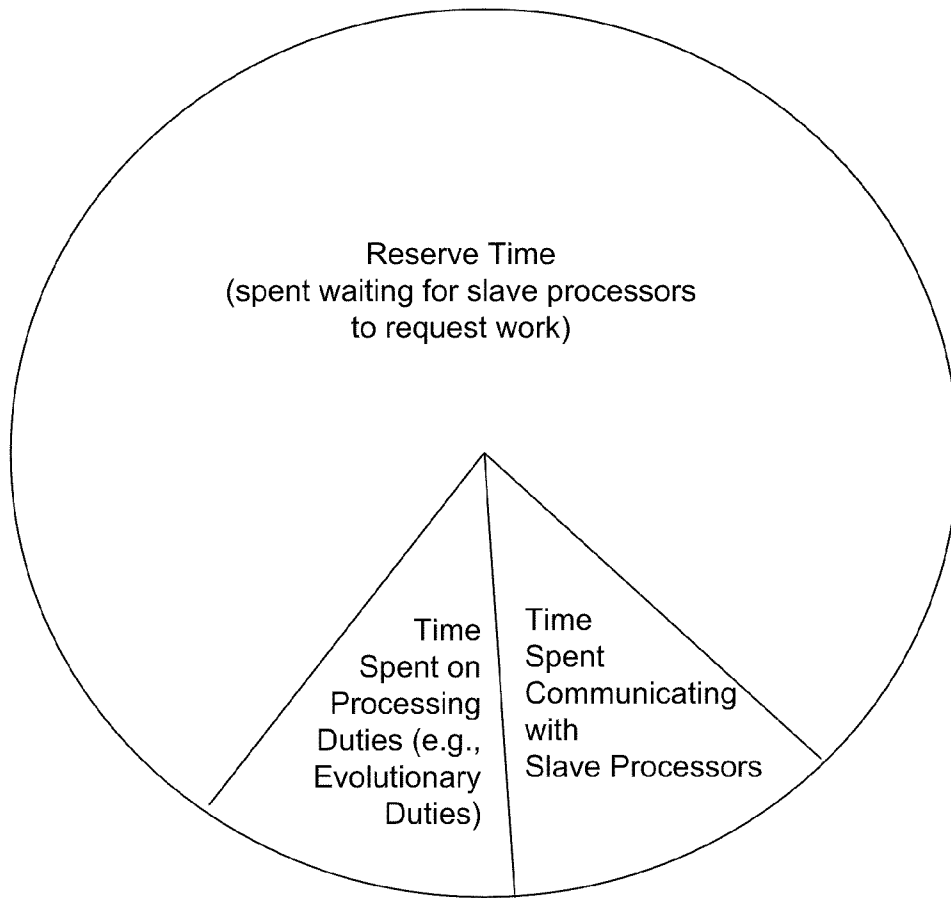 Reserve Time
(spent waiting for slave processors
to request work)
Time
Spent on
Processing
Duties (e.g.,
Evolutionary
Duties)
Time
Spent
Communicating
with
Slave Processors